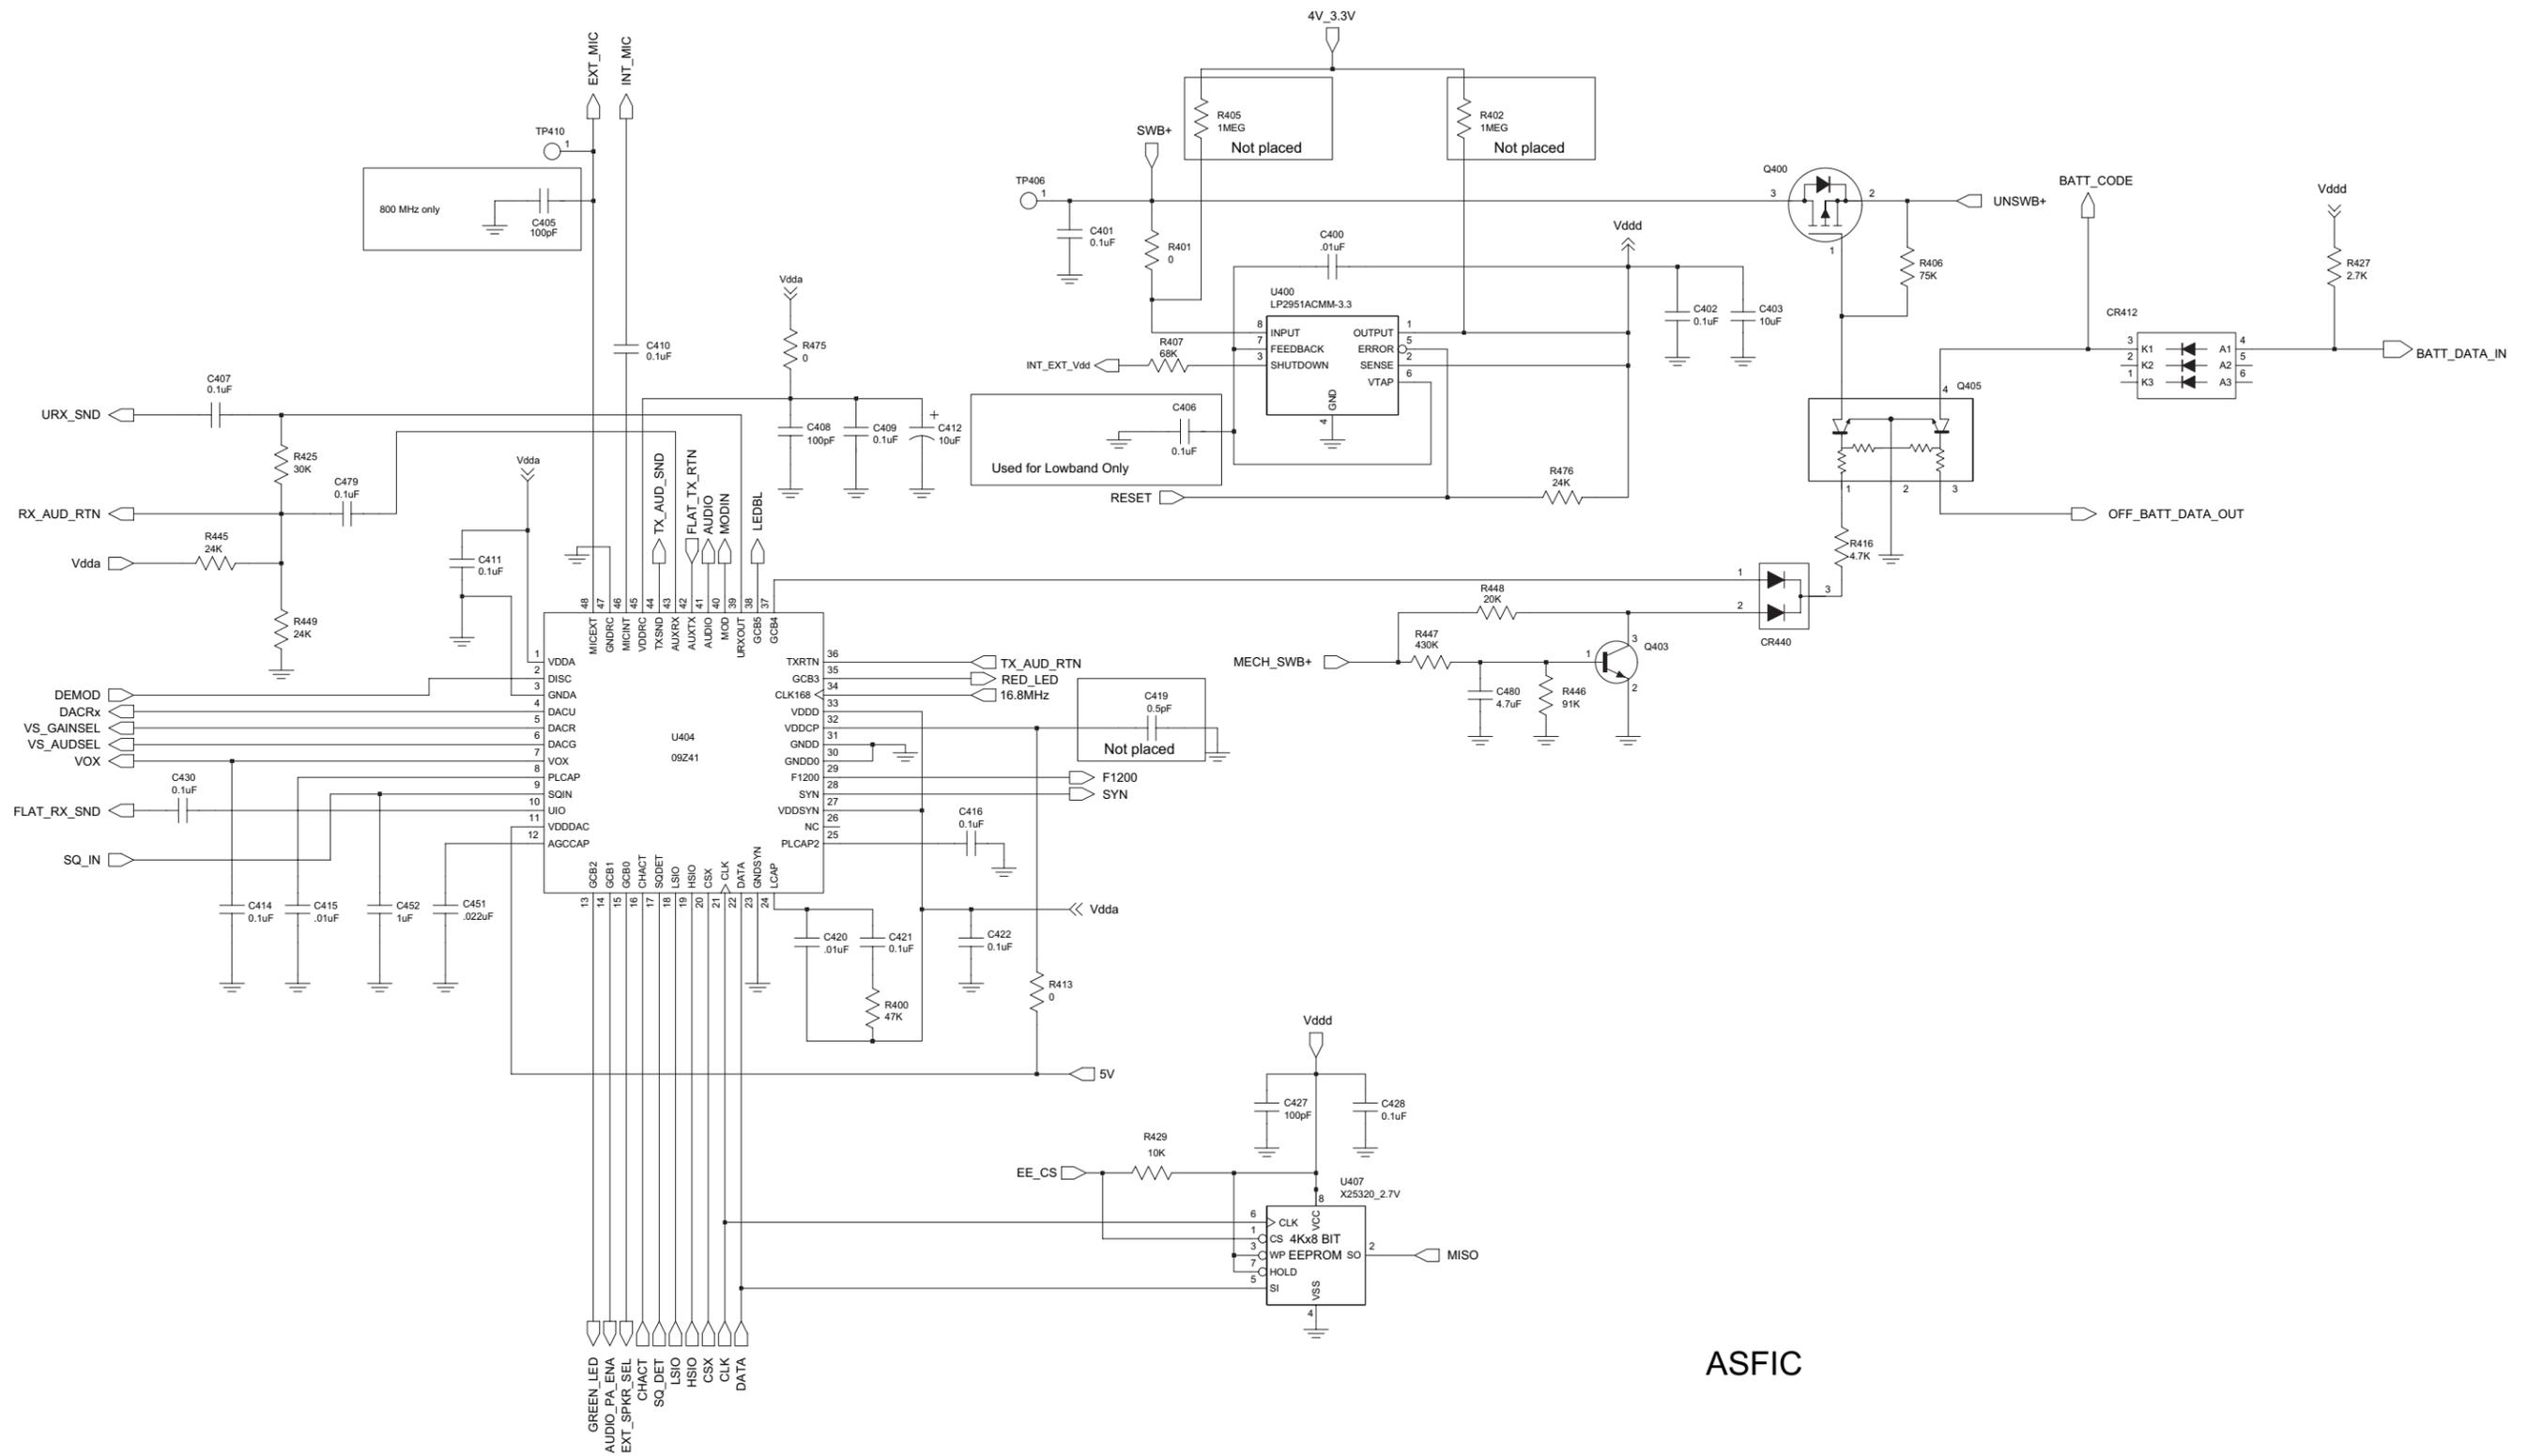 4V_3.3V
EXT_MIC
INT_MIC
TP410
1
800 MHz only
C405
100pF
R405
1MEG
Not placed
R402
1MEG
Not placed
SWB+
TP406
1
C401
0.1uF
R401
0
C400
.01uF
Vddd
Q400
3
2
1
UNSWB+
R406
75K
BATT_CODE
Vddd
R427
2.7K
CR412
3
2
1
K1
K2
K3
A1
A2
A3
4
5
6
BATT_DATA_IN
U400
LP2951ACMM-3.3
8
INPUT
7
FEEDBACK
3
SHUTDOWN
OUTPUT
1
ERROR
5
SENSE
2
VTAP
6
GND
4
C402
0.1uF
C403
10uF
INT_EXT_Vdd
R407
68K
C406
0.1uF
Used for Lowband Only
RESET
R476
24K
4
Q405
1
2
3
OFF_BATT_DATA_OUT
R416
4.7K
Vdda
R475
0
C410
0.1uF
C408
100pF
C409
0.1uF
+
C412
10uF
C407
0.1uF
URX_SND
R425
30K
C479
0.1uF
RX_AUD_RTN
R445
24K
Vdda
R449
24K
Vdda
C411
0.1uF
TX_AUD_SND
FLAT_TX_RTN
AUDIO
MODIN
LEDBL
48
47
46
45
44
43
42
41
40
39
38
37
MICEXT
GNDRC
MICINT
VDDRC
TXSND
AUXRX
AUXTX
AUDIO
MOD
URXOUT
GCB5
GCB4
1
VDDA
2
DISC
3
GNDA
4
DACU
5
DACR
6
DACG
7
VOX
8
PLCAP
9
SQIN
10
UIO
11
VDDDAC
12
AGCCAP
U404
09Z41
TXRTN
36
GCB3
35
CLK168
34
VDDD
33
VDDCP
32
GNDD
31
GNDD0
30
F1200
29
SYN
28
VDDSYN
27
NC
26
PLCAP2
25
GCB2
GCB1
GCB0
CHACT
SQDET
LSIO
HSIO
CSX
CLK
DATA
GNDSYN
LCAP
13
14
15
16
17
18
19
20
21
22
23
24
DEMOD
DACRx
VS_GAINSEL
VS_AUDSEL
VOX
C430
0.1uF
FLAT_RX_SND
SQ_IN
C414
0.1uF
C415
.01uF
C452
1uF
C451
.022uF
TX_AUD_RTN
RED_LED
16.8MHz
C419
0.5pF
Not placed
F1200
SYN
C416
0.1uF
Vdda
C420
.01uF
C421
0.1uF
C422
0.1uF
R400
47K
R413
0
5V
1
2
3
CR440
R448
20K
R447
430K
MECH_SWB+
C480
4.7uF
R446
91K
1
3
2
Q403
Vddd
C427
100pF
C428
0.1uF
R429
10K
EE_CS
U407
X25320_2.7V
8
VCC
6
CLK
1
CS
4Kx8 BIT
3
WP
EEPROM
SO
2
7
HOLD
5
SI
VSS
4
MISO
GREEN_LED
AUDIO_PA_ENA
EXT_SPKR_SEL
CHACT
SQ_DET
LSIO
HSIO
CSX
CLK
DATA
ASFIC